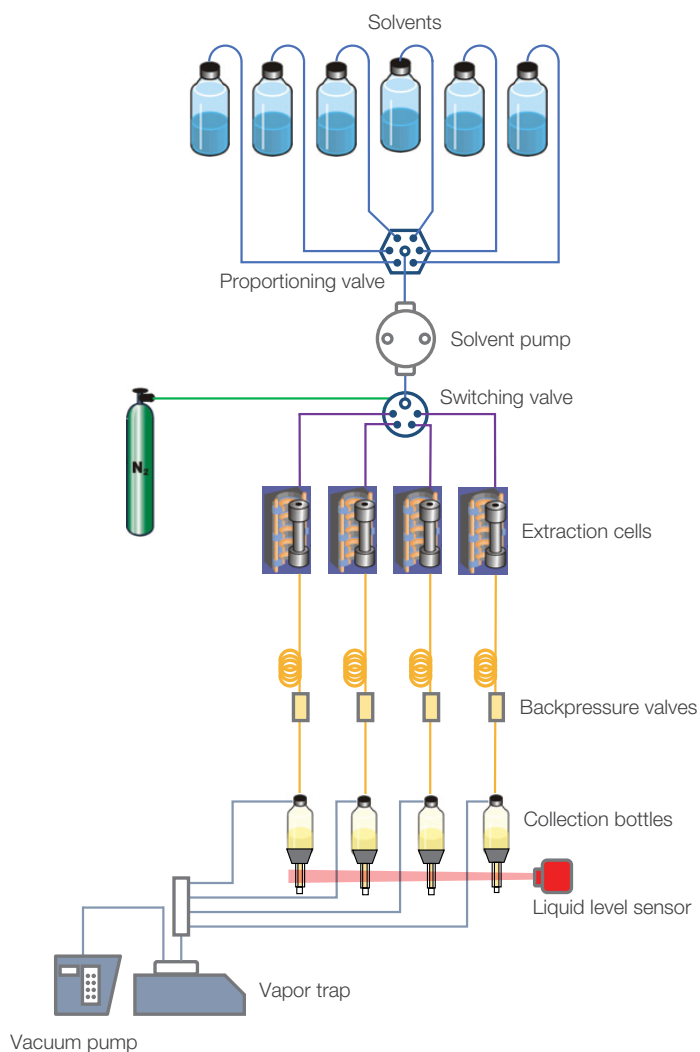 Solvents
Proportioning valve
Solvent pump
Switching valve
N2
Extraction cells
Backpressure valves
Collection bottles
Liquid level sensor
Vapor trap
Vacuum pump